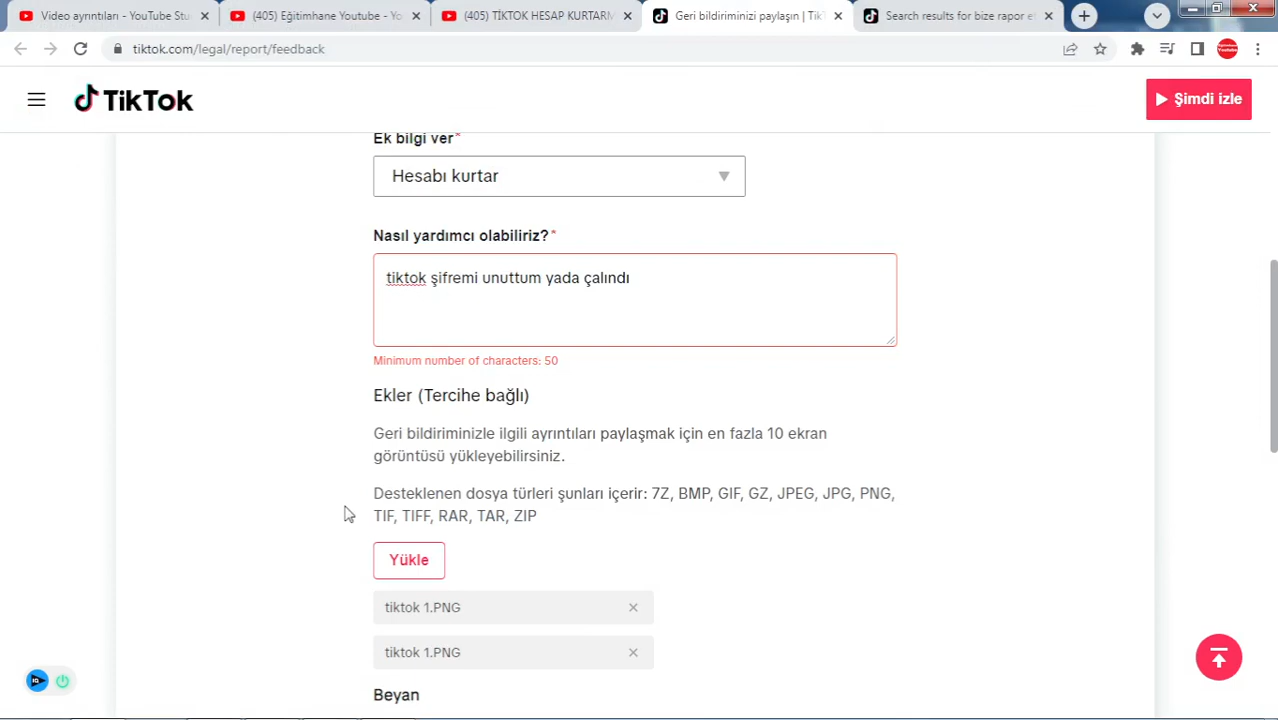 Video ayrıntıları - YouTube Stu
(405) Eğitimhane Youtube - Yo
(405) TİKTOK HESAP KURTARM
Geri bildiriminizi paylaşın | TikT
Search results for bize rapor et
tiktok.com/legal/report/feedback
TikTok
Şimdi izle
Ek bilgi ver*
Hesabı kurtar
Nasıl yardımcı olabiliriz?*
tiktok şifremi unuttum yada çalındı
Minimum number of characters: 50
Ekler (Tercihe bağlı)
Geri bildiriminizle ilgili ayrıntıları paylaşmak için en fazla 10 ekran
görüntüsü yükleyebilirsiniz.
Desteklenen dosya türleri şunları içerir: 7Z, BMP, GIF, GZ, JPEG, JPG, PNG,
TIF, TIFF, RAR, TAR, ZIP
Yükle
tiktok 1.PNG
tiktok 1.PNG
Beyan